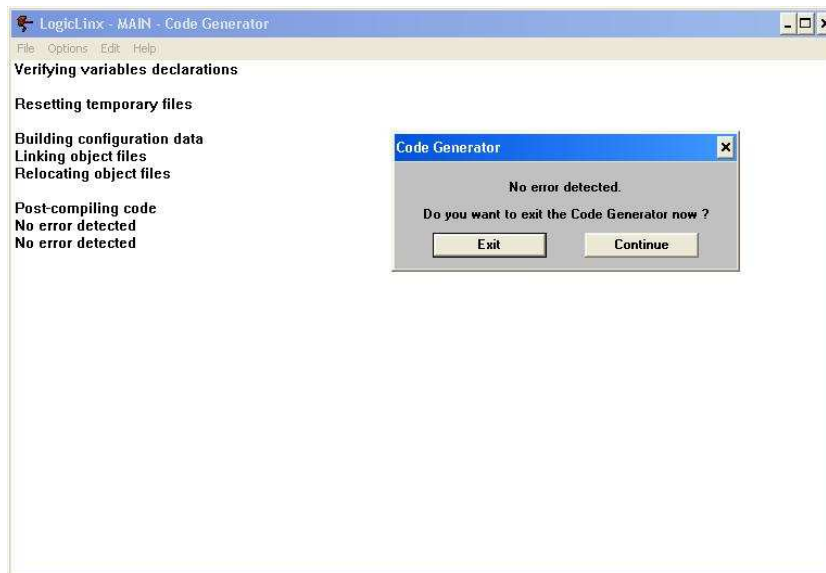 LogicLinx - MAIN - Code Generator
File Options Edit Help
Verifying variables declarations
Resetting temporary files
Building configuration data
Linking object files
Relocating object files
Post-compiling code
No error detected
No error detected
Code Generator
No error detected.
Do you want to exit the Code Generator now ?
Exit Continue